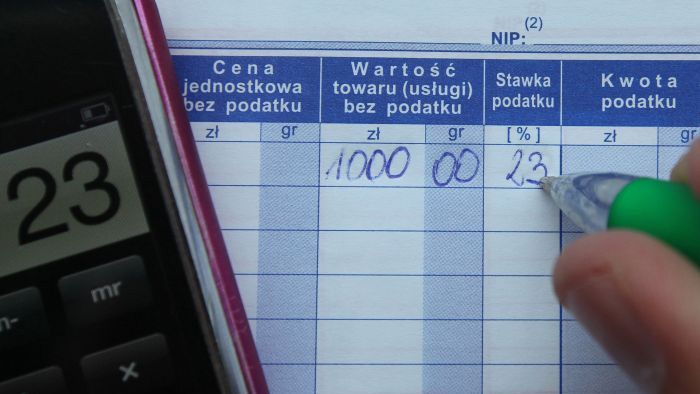 (2)
NIP:
Cena jednostkowa bez podatku
Wartość towaru (usługi) bez podatku
Stawka podatku
Kwota podatku
zł gr zł gr [%] zł gr
1000 00 23
23
m- mr
×